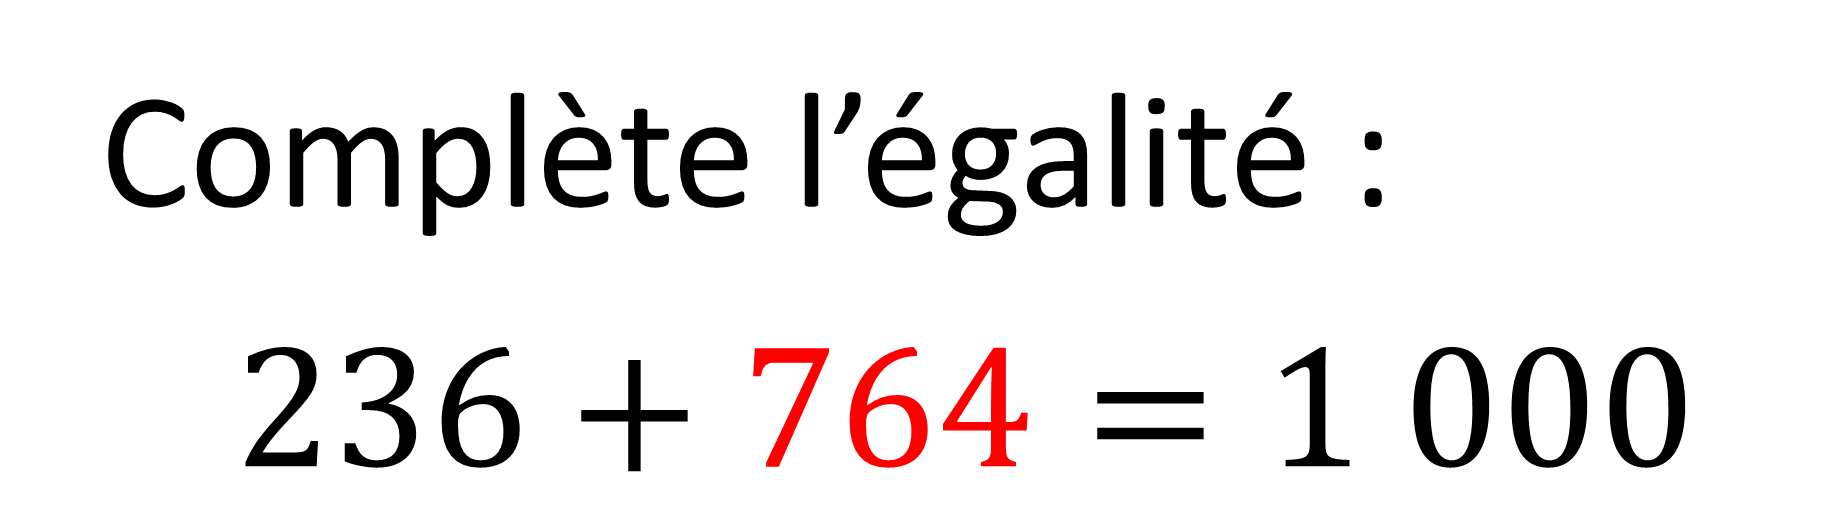 Complète l’égalité :
236 + 764 = 1 000